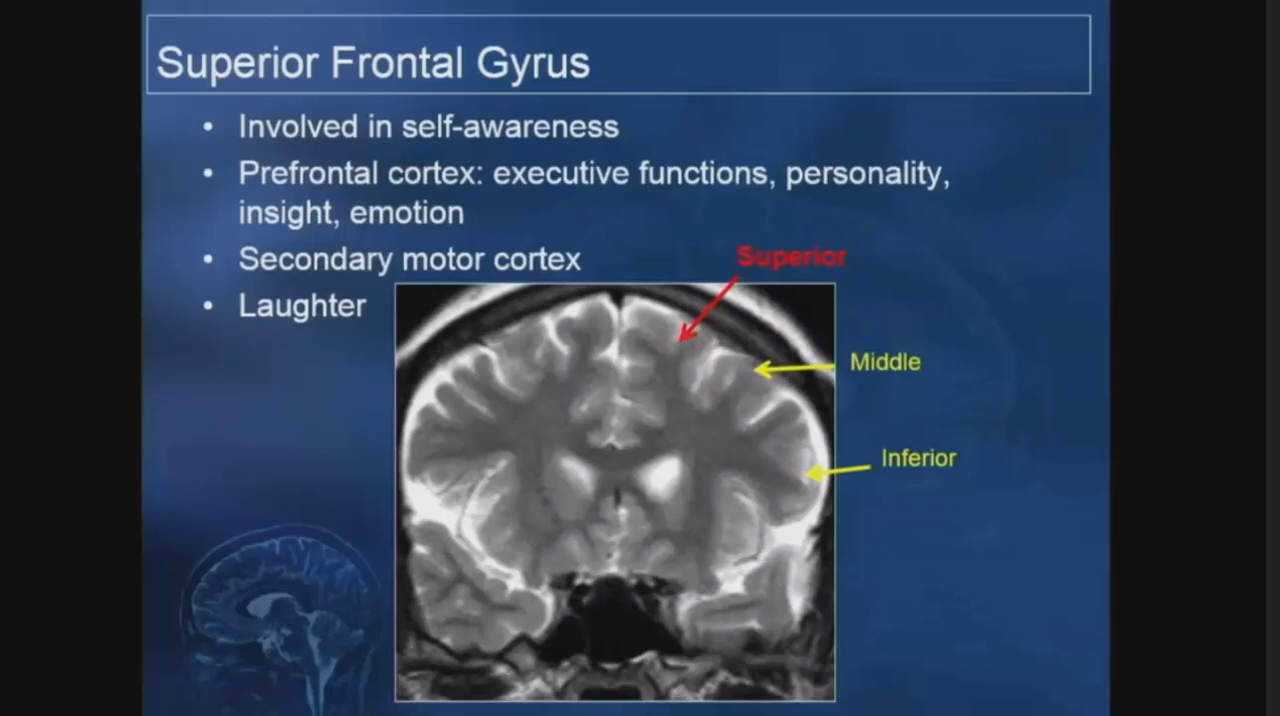 Superior Frontal Gyrus
• Involved in self-awareness
• Prefrontal cortex: executive functions, personality,
insight, emotion
• Secondary motor cortex
• Laughter
Superior
Middle
Inferior